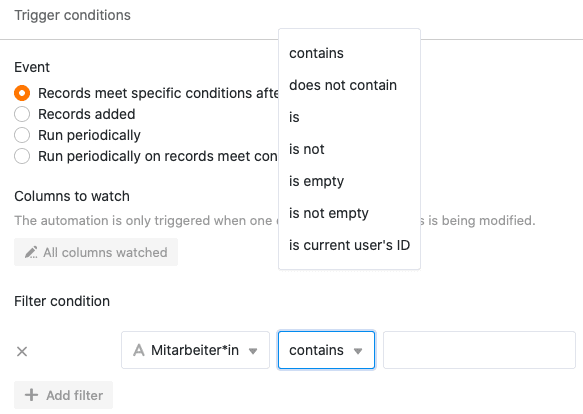 Trigger conditions
Event
Records meet specific conditions afte
Records added
Run periodically
Run periodically on records meet con
Columns to watch
The automation is only triggered when one s is being modified.
All columns watched
Filter condition
Mitarbeiter*in
contains
Add filter
contains
does not contain
is
is not
is empty
is not empty
is current user's ID